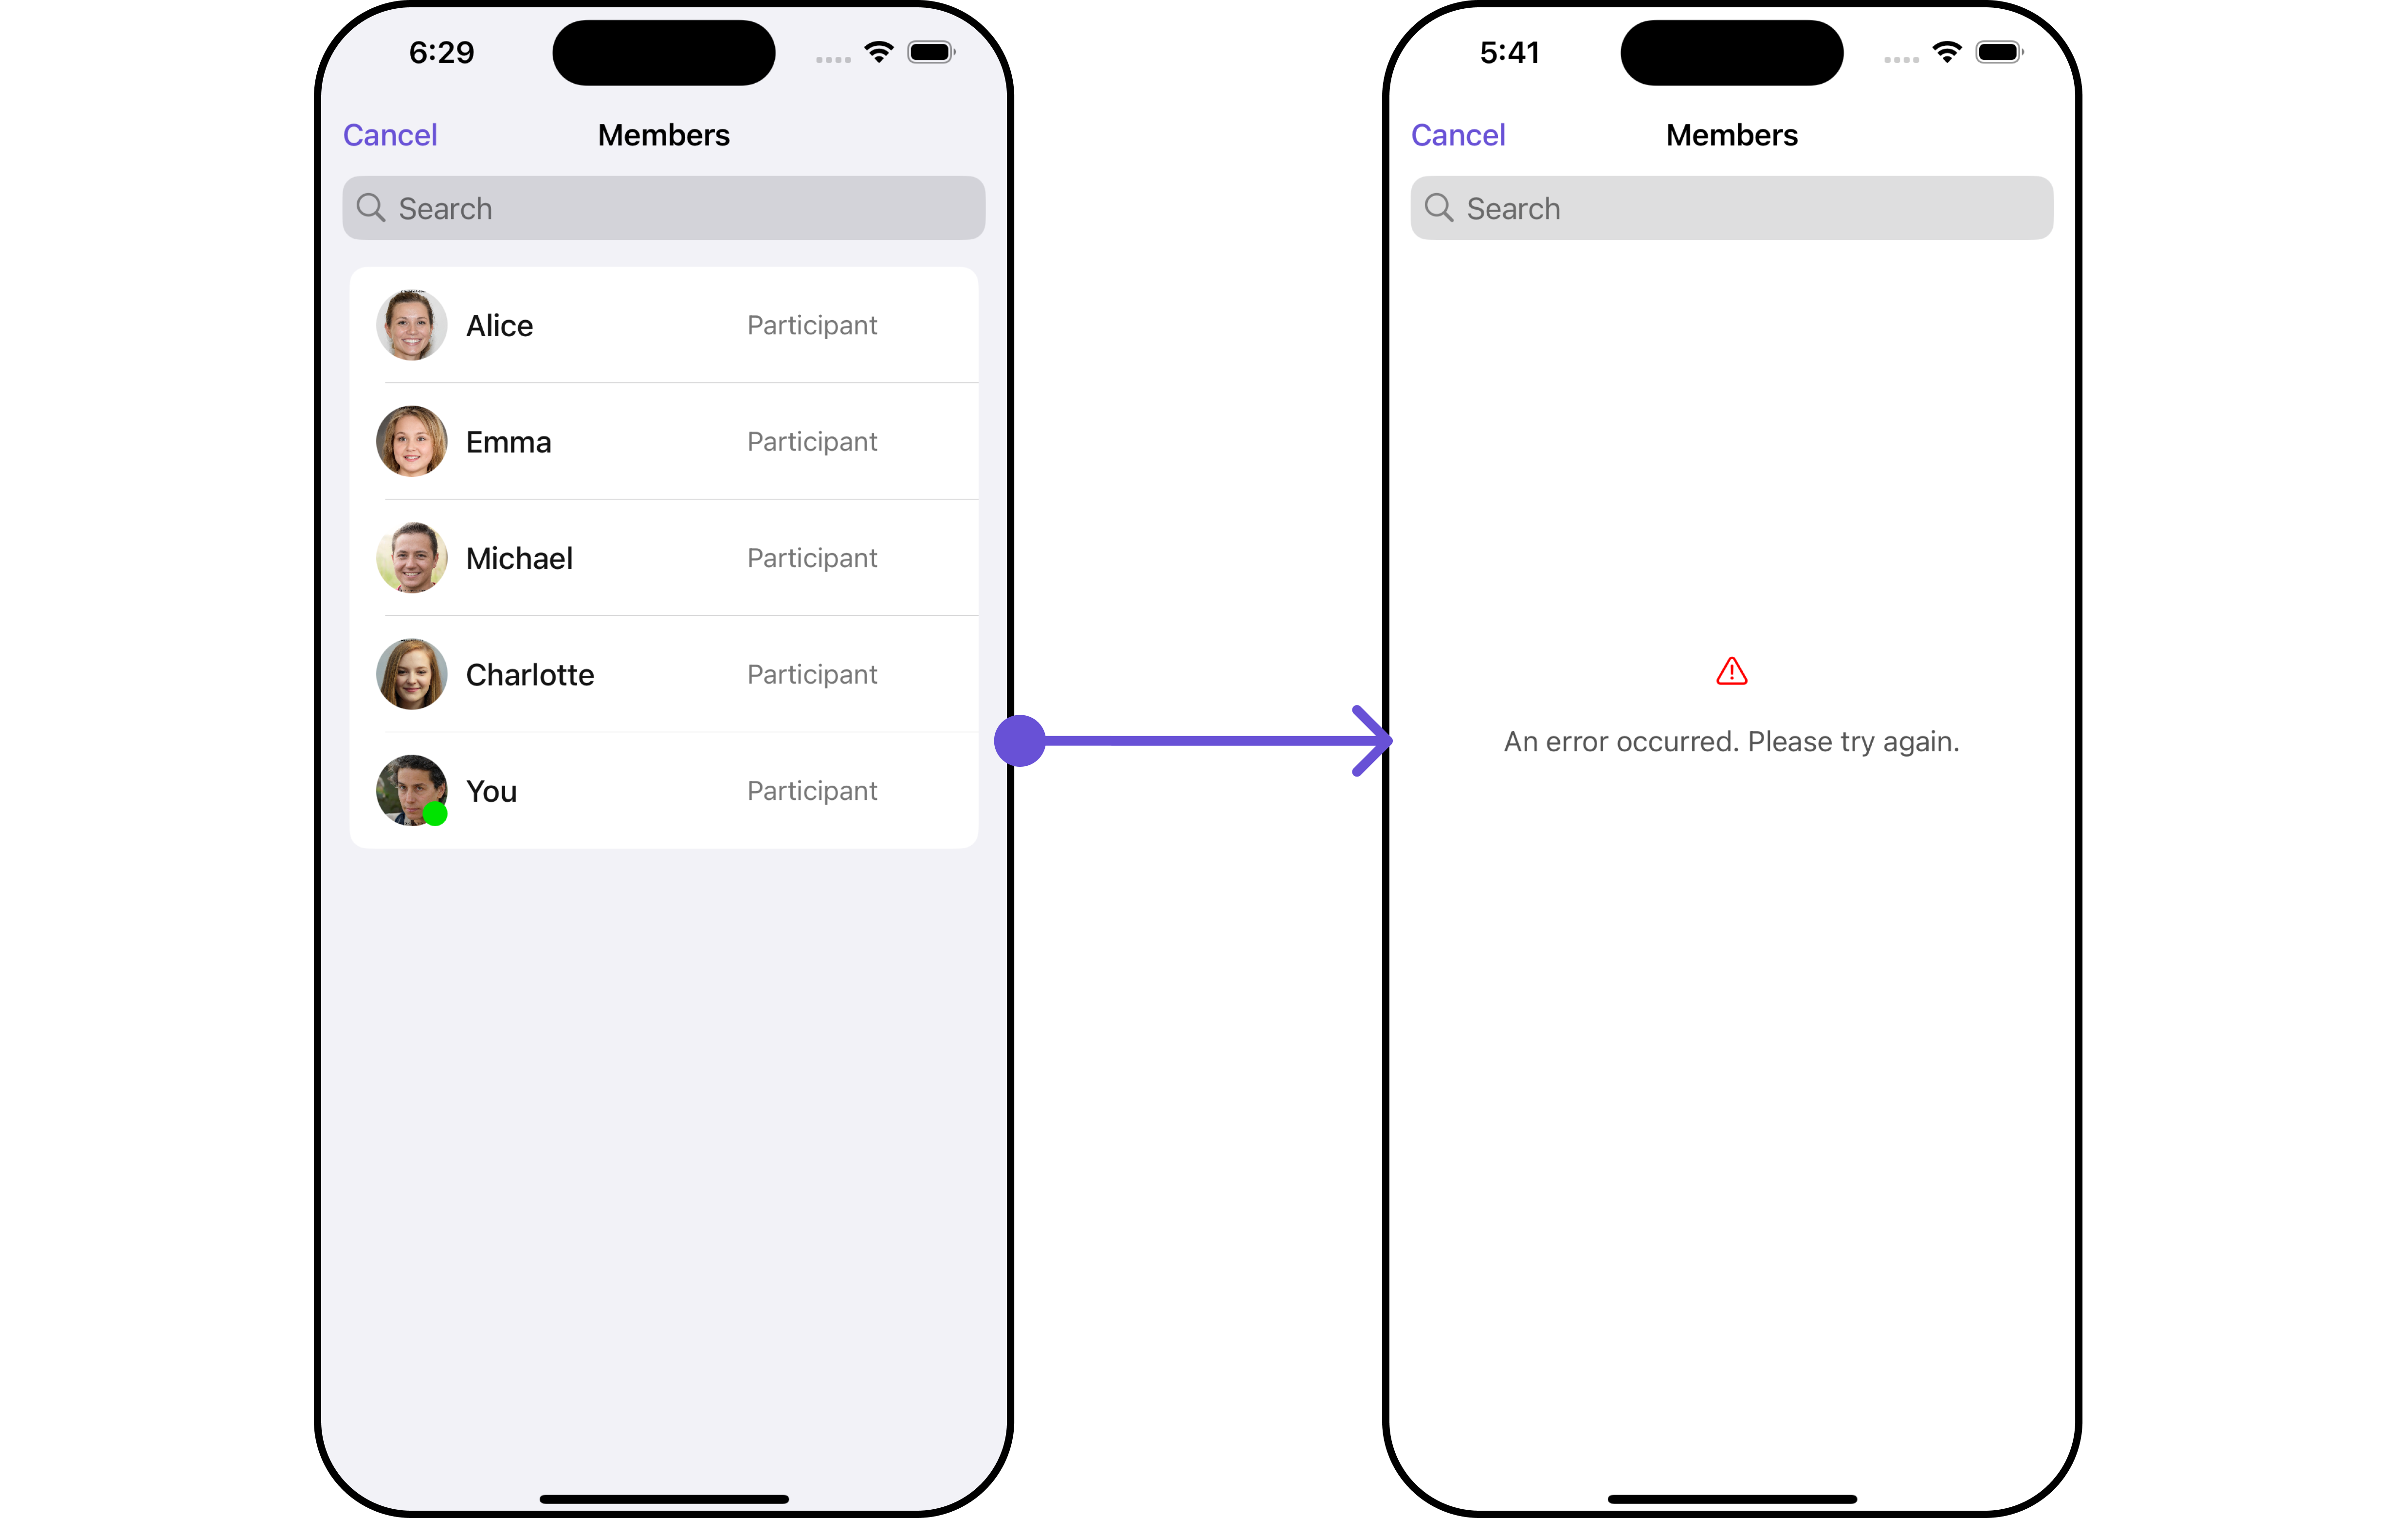 6:29
Cancel
Members
Search
Alice
Participant
Emma
Participant
Michael
Participant
Charlotte
Participant
You
Participant
5:41
Cancel
Members
Search
An error occurred. Please try again.